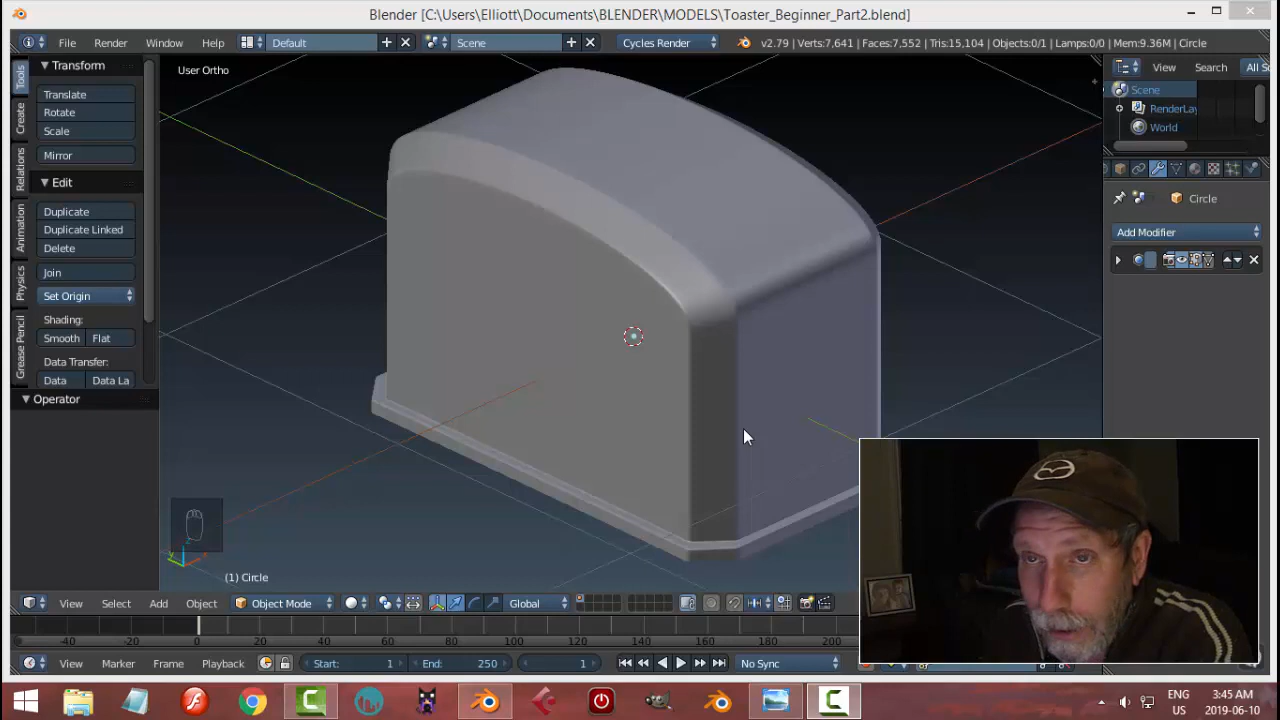 Blender [C:\Users\Elliott\Documents\BLENDER\MODELS\Toaster_Beginner_Part2.blend]
File Render Window Help Default Scene Cycles Render v2.79 | Verts:7,641 | Faces:7,552 | Tris:15,104 | Objects:0/1 | Lamps:0/0 | Mem:9.36M | Circle
Tools
Create
Relations
Animation
Physics
Grease Pencil
Transform
Translate
Rotate
Scale
Mirror
Edit
Duplicate
Duplicate Linked
Delete
Join
Set Origin
Shading:
Smooth Flat
Data Transfer:
Data Data La
Operator
User Ortho
(1) Circle
View Search All Sc
Scene
RenderLay
World
Circle
Add Modifier
View Select Add Object Object Mode Global
-40 -20 0 20 40 60 80 100 120 140 160 180 200
View Marker Frame Playback Start: 1 End: 250 1 No Sync
ENG 3:45 AM
US 2019-06-10